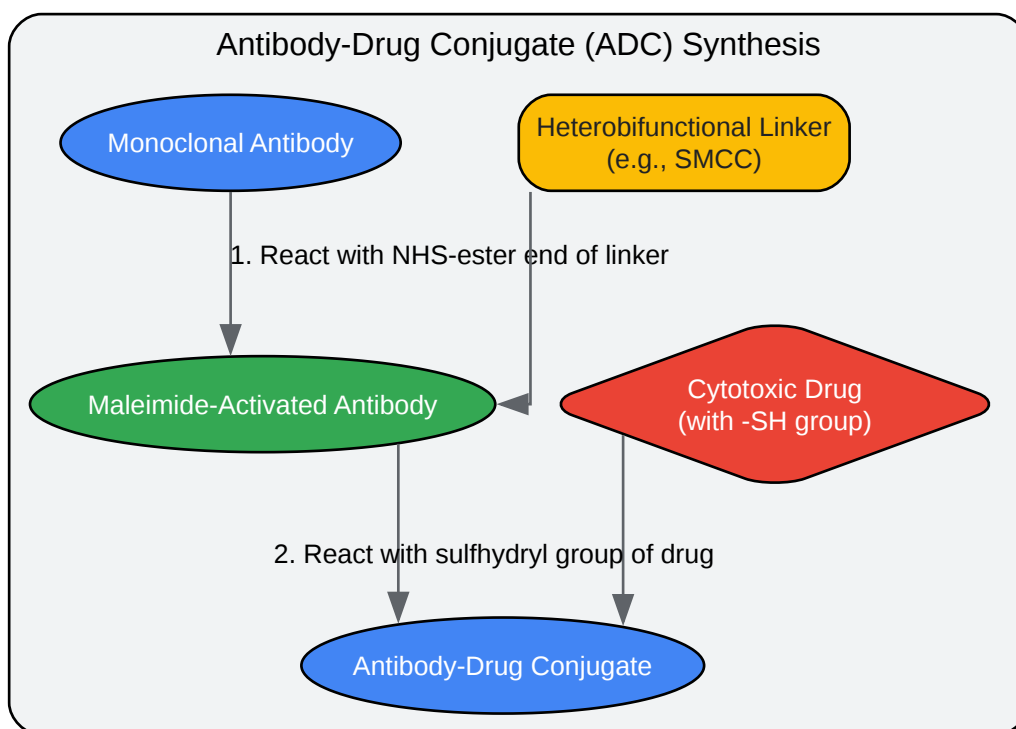 Antibody-Drug Conjugate (ADC) Synthesis
Monoclonal Antibody
Heterobifunctional Linker
(e.g., SMCC)
1. React with NHS-ester end of linker
Maleimide-Activated Antibody
Cytotoxic Drug
(with -SH group)
2. React with sulfhydryl group of drug
Antibody-Drug Conjugate